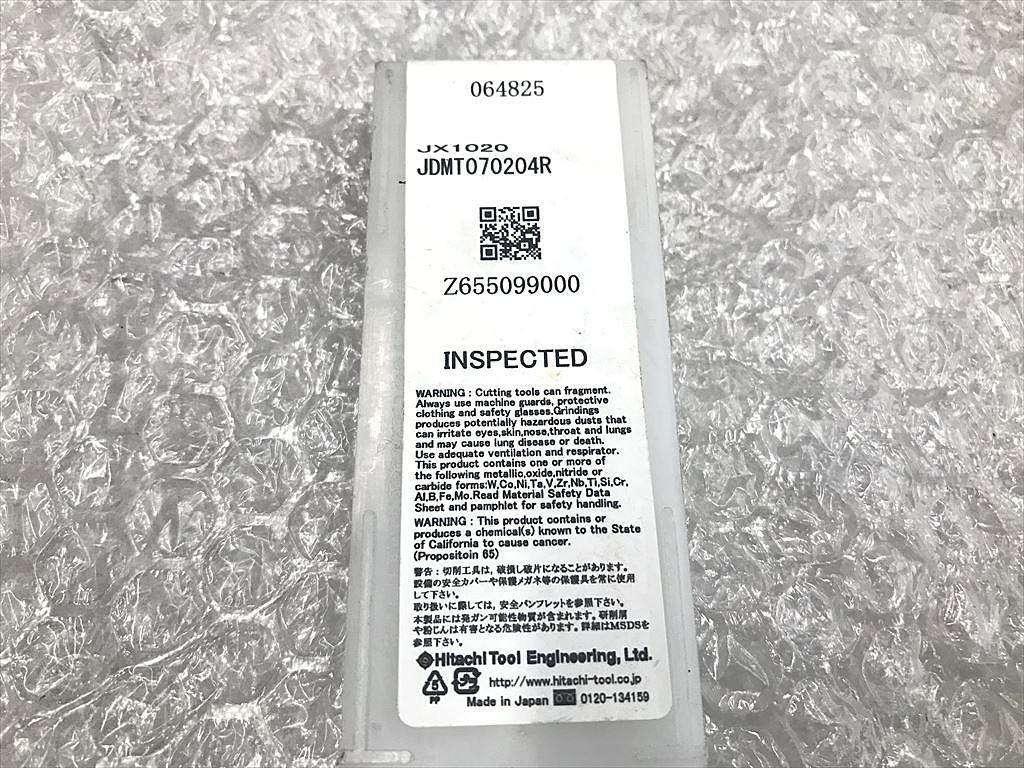 064825
JX1020
JDMT070204R
Z655099000
INSPECTED
WARNING : Cutting tools can fragment.
Always use machine guards, protective
clothing and safety glasses.Grindings
produces potentially hazardous dusts that
can irritate eyes,skin,nose,throat and lungs
and may cause lung disease or death.
Use adequate ventilation and respirator.
This product contains one or more of
the following metallic,oxide,nitride or
carbide forms:W,Co,Ni,Ta,V,Zr,Nb,Ti,Si,Cr,
Al,B,Fe,Mo.Read Material Safety Data
Sheet and pamphlet for safety handling.
WARNING : This product contains or
produces a chemical(s) known to the State
of California to cause cancer.
(Propositoin 65)
警告 : 切削工具は, 破損し破片になることがあります。
設備の安全カバーや保護メガネ等の保護具を常に使用
して下さい。
取り扱いに際しては, 安全パンフレットを参照下さい。
本製品には発ガン可能性物質が含まれます。研削屑
や粉じんは有害となる危険性があります。詳細はMSDSを
参照下さい。
Hitachi Tool Engineering, Ltd.
5 PP http://www.hitachi-tool.co.jp
Made in Japan 0120-134159